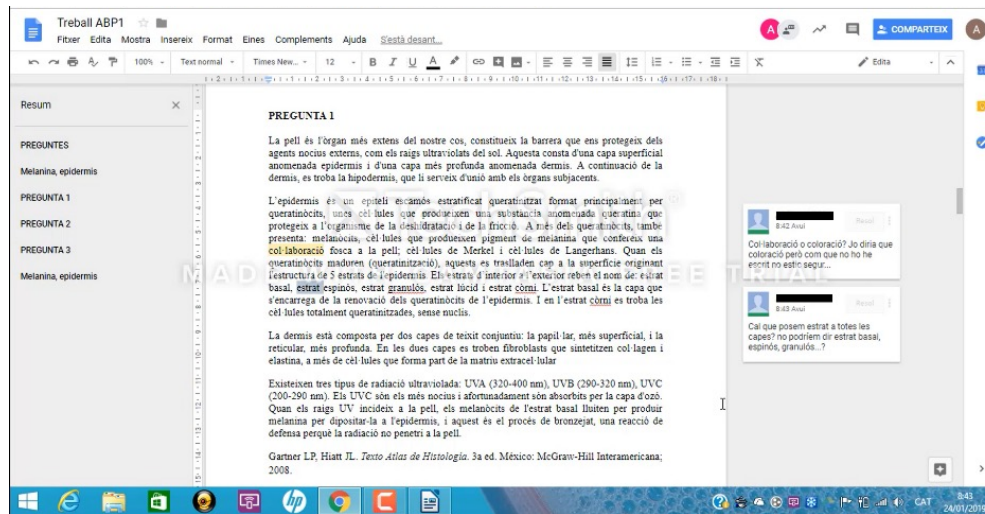 Treball ABP1
Fitxer Edita Mostra Insereix Format Eines Complements Ajuda S'està desant...
A
COMPARTEIX
A
100% Text normal Times New... 12 B I U A
Edita
Resum
PREGUNTES
Melanina, epidermis
PREGUNTA 1
PREGUNTA 2
PREGUNTA 3
Melanina, epidermis
PREGUNTA 1
La pell és l'òrgan més extens del nostre cos, constitueix la barrera que ens protegeix dels
agents nocius externs, com els raigs ultraviolats del sol. Aquesta consta d'una capa superficial
anomenada epidermis i d'una capa més profunda anomenada dermis. A continuació de la
dermis, es troba la hipodermis, que li serveix d'unió amb els òrgans subjacents.
L'epidermis és un epiteli escamós estratificat queratinitzat format principalment per
queratinòcits, unes cèl·lules que produeixen una substància anomenada queratina que
protegeix a l'organisme de la deshidratació i de la fricció. A més dels queratinòcits, també
presenta: melanòcits, cèl·lules que produeixen pigment de melanina que confereix una
col·laboració fosca a la pell; cèl·lules de Merkel i cèl·lules de Langerhans. Quan els
queratinòcits maduren (queratinització), aquests es traslladen cap a la superfície originant
l'estructura de 5 estrats de l'epidermis. Els estrats d'interior a l'exterior reben el nom de: estrat
basal, estrat espinós, estrat granulós, estrat lúcid i estrat còrni. L'estrat basal és la capa que
s'encarrega de la renovació dels queratinòcits de l'epidermis. I en l'estrat còrni es troba les
cèl·lules totalment queratinitzades, sense nuclis.
La dermis està composta per dos capes de teixit conjuntiu: la papil·lar, més superficial, i la
reticular, més profunda. En les dues capes es troben fibroblasts que sintetitzen col·lagen i
elastina, a més de cèl·lules que forma part de la matriu extracel·lular
Existeixen tres tipus de radiació ultraviolada: UVA (320-400 nm), UVB (290-320 nm), UVC
(200-290 nm). Els UVC són els més nocius i afortunadament són absorbits per la capa d'ozó.
Quan els raigs UV incideix a la pell, els melanòcits de l'estrat basal lluiten per produir
melanina per dipositar-la a l'epidermis, i aquest és el procés de bronzejat, una reacció de
defensa perquè la radiació no penetri a la pell.
Gartner LP, Hiatt JL. Texto Atlas de Histología. 3a ed. México: McGraw-Hill Interamericana;
2008.
8:42 Avui
Resol
Col·laboració o coloració? Jo diria que
coloració però com que no ho he
escrit no estic segur...
8:43 Avui
Resol
Cal que posem estrat a totes les
capes? no podríem dir estrat basal,
espinós, granulós...?
TechSmith
MADE WITH CAMTASIA FREE TRIAL
CAT
8:43
24/01/2019